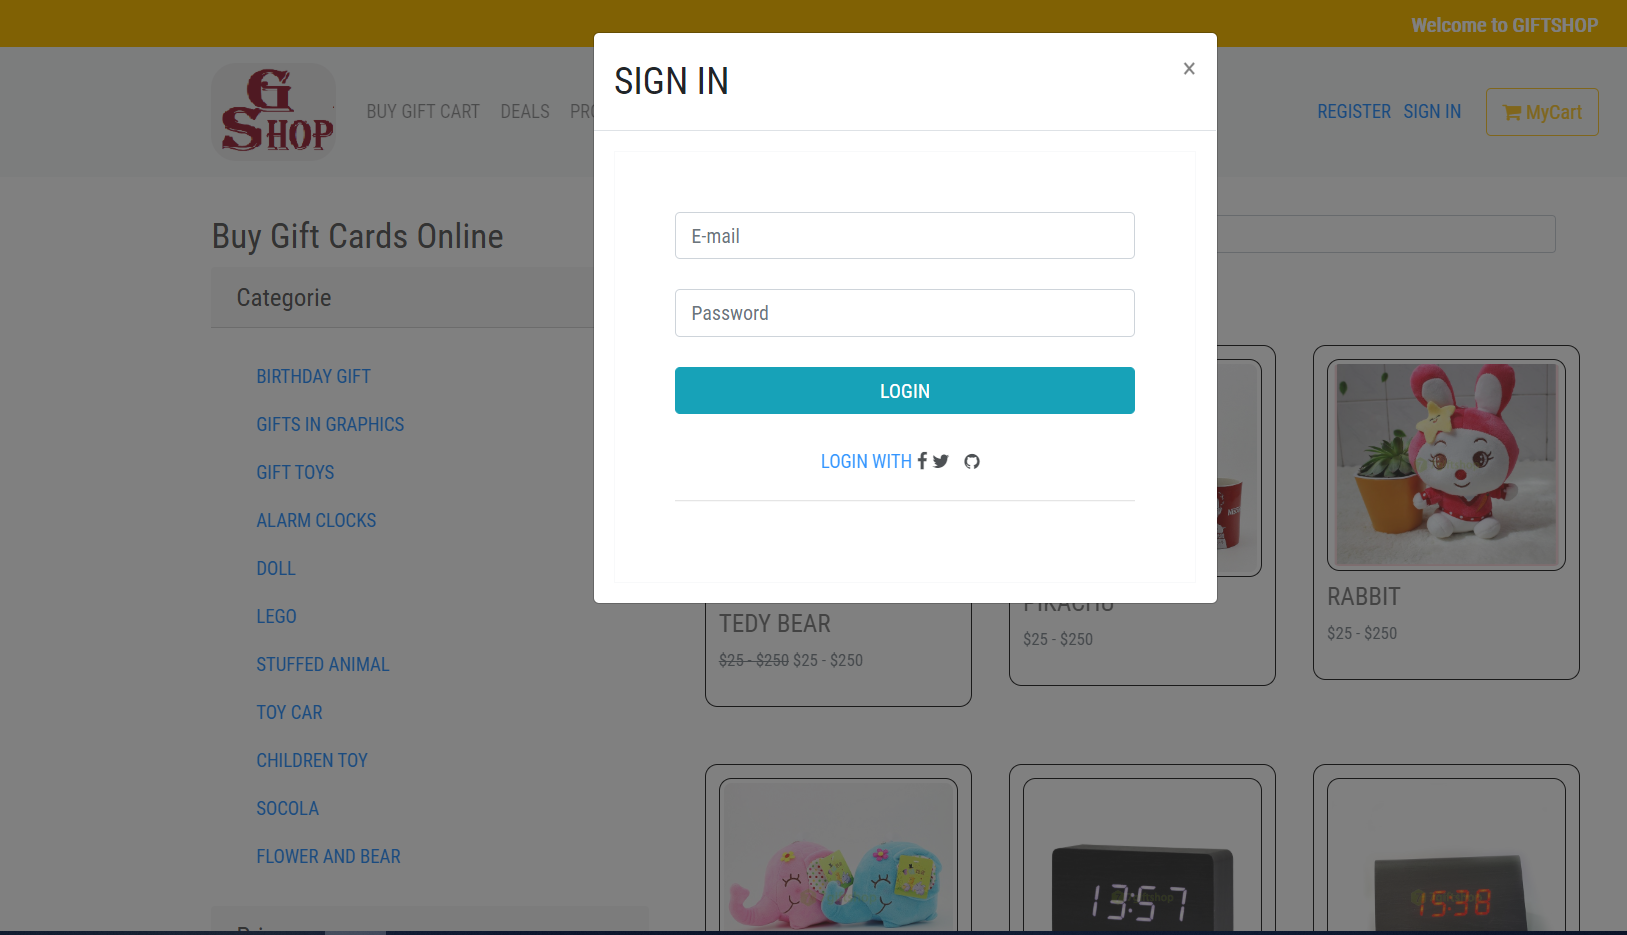 Welcome to GIFTSHOP
G
SHOP
BUY GIFT CART DEALS
REGISTER SIGN IN MyCart
SIGN IN
×
E-mail
Password
LOGIN
LOGIN WITH
Buy Gift Cards Online
Categorie
BIRTHDAY GIFT
GIFTS IN GRAPHICS
GIFT TOYS
ALARM CLOCKS
DOLL
LEGO
STUFFED ANIMAL
TOY CAR
CHILDREN TOY
SOCOLA
FLOWER AND BEAR
TEDY BEAR
$25 - $250 $25 - $250
PIKACHU
$25 - $250
RABBIT
$25 - $250
13:57
15:38